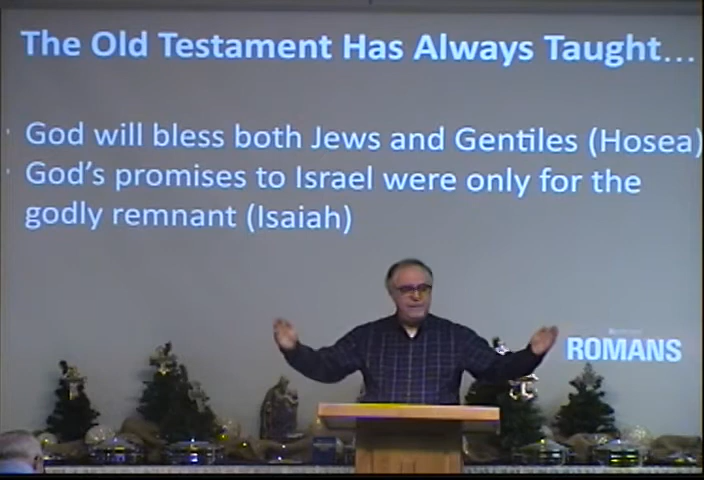 The Old Testament Has Always Taught...
God will bless both Jews and Gentiles (Hosea)
God's promises to Israel were only for the
godly remnant (Isaiah)
ROMANS